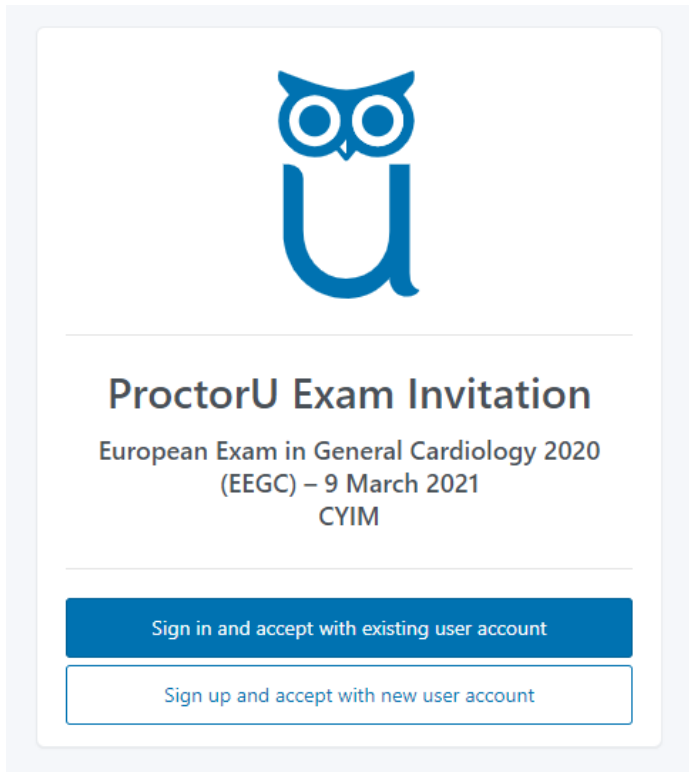 ProctorU Exam Invitation
European Exam in General Cardiology 2020
(EEGC) – 9 March 2021
CYIM
Sign in and accept with existing user account
Sign up and accept with new user account